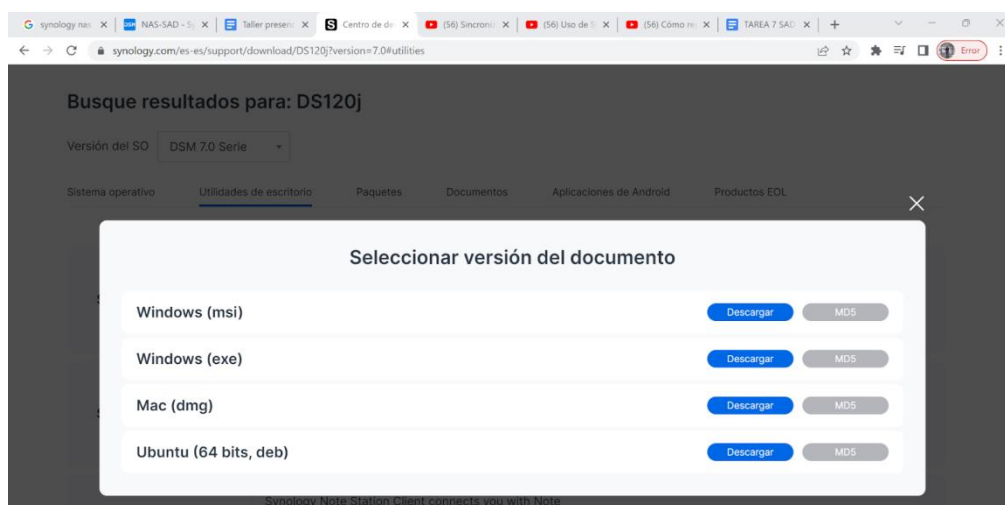 synology nas
NAS-SAD - S
Taller presenc
Centro de de
(56) Sincroni
(56) Uso de S
(56) Cómo re
TAREA 7 SAD
synology.com/es-es/support/download/DS120j?version=7.0#utilities
Error
Busque resultados para: DS120j
Versión del SO DSM 7.0 Serie
Sistema operativo Utilidades de escritorio Paquetes Documentos Aplicaciones de Android Productos EOL
Seleccionar versión del documento
Windows (msi) Descargar MD5
Windows (exe) Descargar MD5
Mac (dmg) Descargar MD5
Ubuntu (64 bits, deb) Descargar MD5
Synology Note Station Client connects you with Note